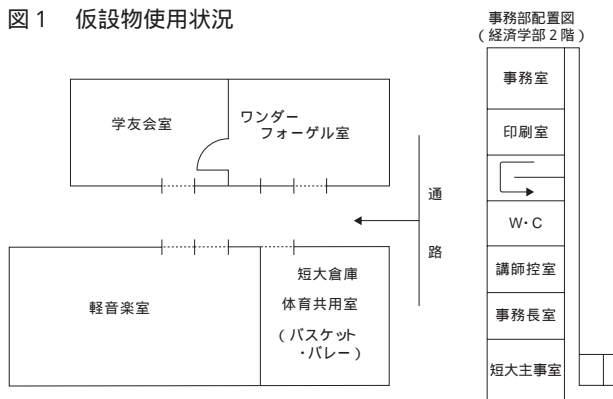 図1 仮設物使用状況
学友会室
ワンダー
フォーゲル室
通
路
軽音楽室
短大倉庫
体育共用室
(バスケット
・バレー)
事務部配置図
(経済学部2階)
事務室
印刷室
W・C
講師控室
事務長室
短大主事室